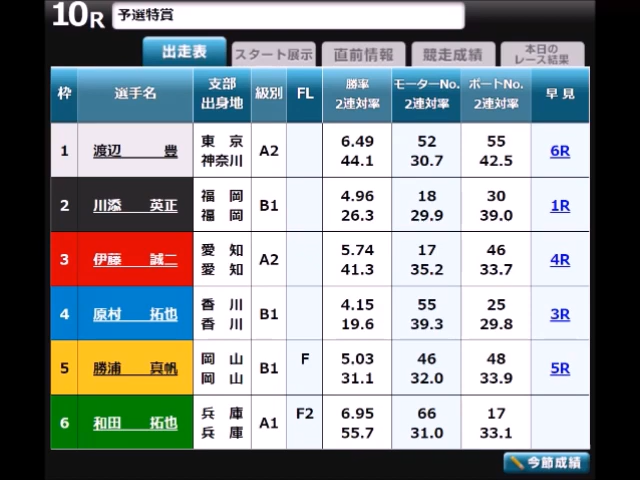 10R 予選特賞
出走表 スタート展示 直前情報 競走成績 本日の
レース結果
枠 選手名 支部 級別 FL 勝率 モーターNo. ボートNo. 早見
出身地 2連対率 2連対率 2連対率
1 渡辺 豊 東京 A2 6.49 52 55 6R
神奈川 44.1 30.7 42.5
2 川添 英正 福岡 B1 4.96 18 30 1R
福岡 26.3 29.9 39.0
3 伊藤 誠二 愛知 A2 5.74 17 46 4R
愛知 41.3 35.2 33.7
4 原村 拓也 香川 B1 4.15 55 25 3R
香川 19.6 39.3 29.8
5 勝浦 真帆 岡山 B1 F 5.03 46 48 5R
岡山 31.1 32.0 33.9
6 和田 拓也 兵庫 A1 F2 6.95 66 17
兵庫 55.7 31.0 33.1
今節成績